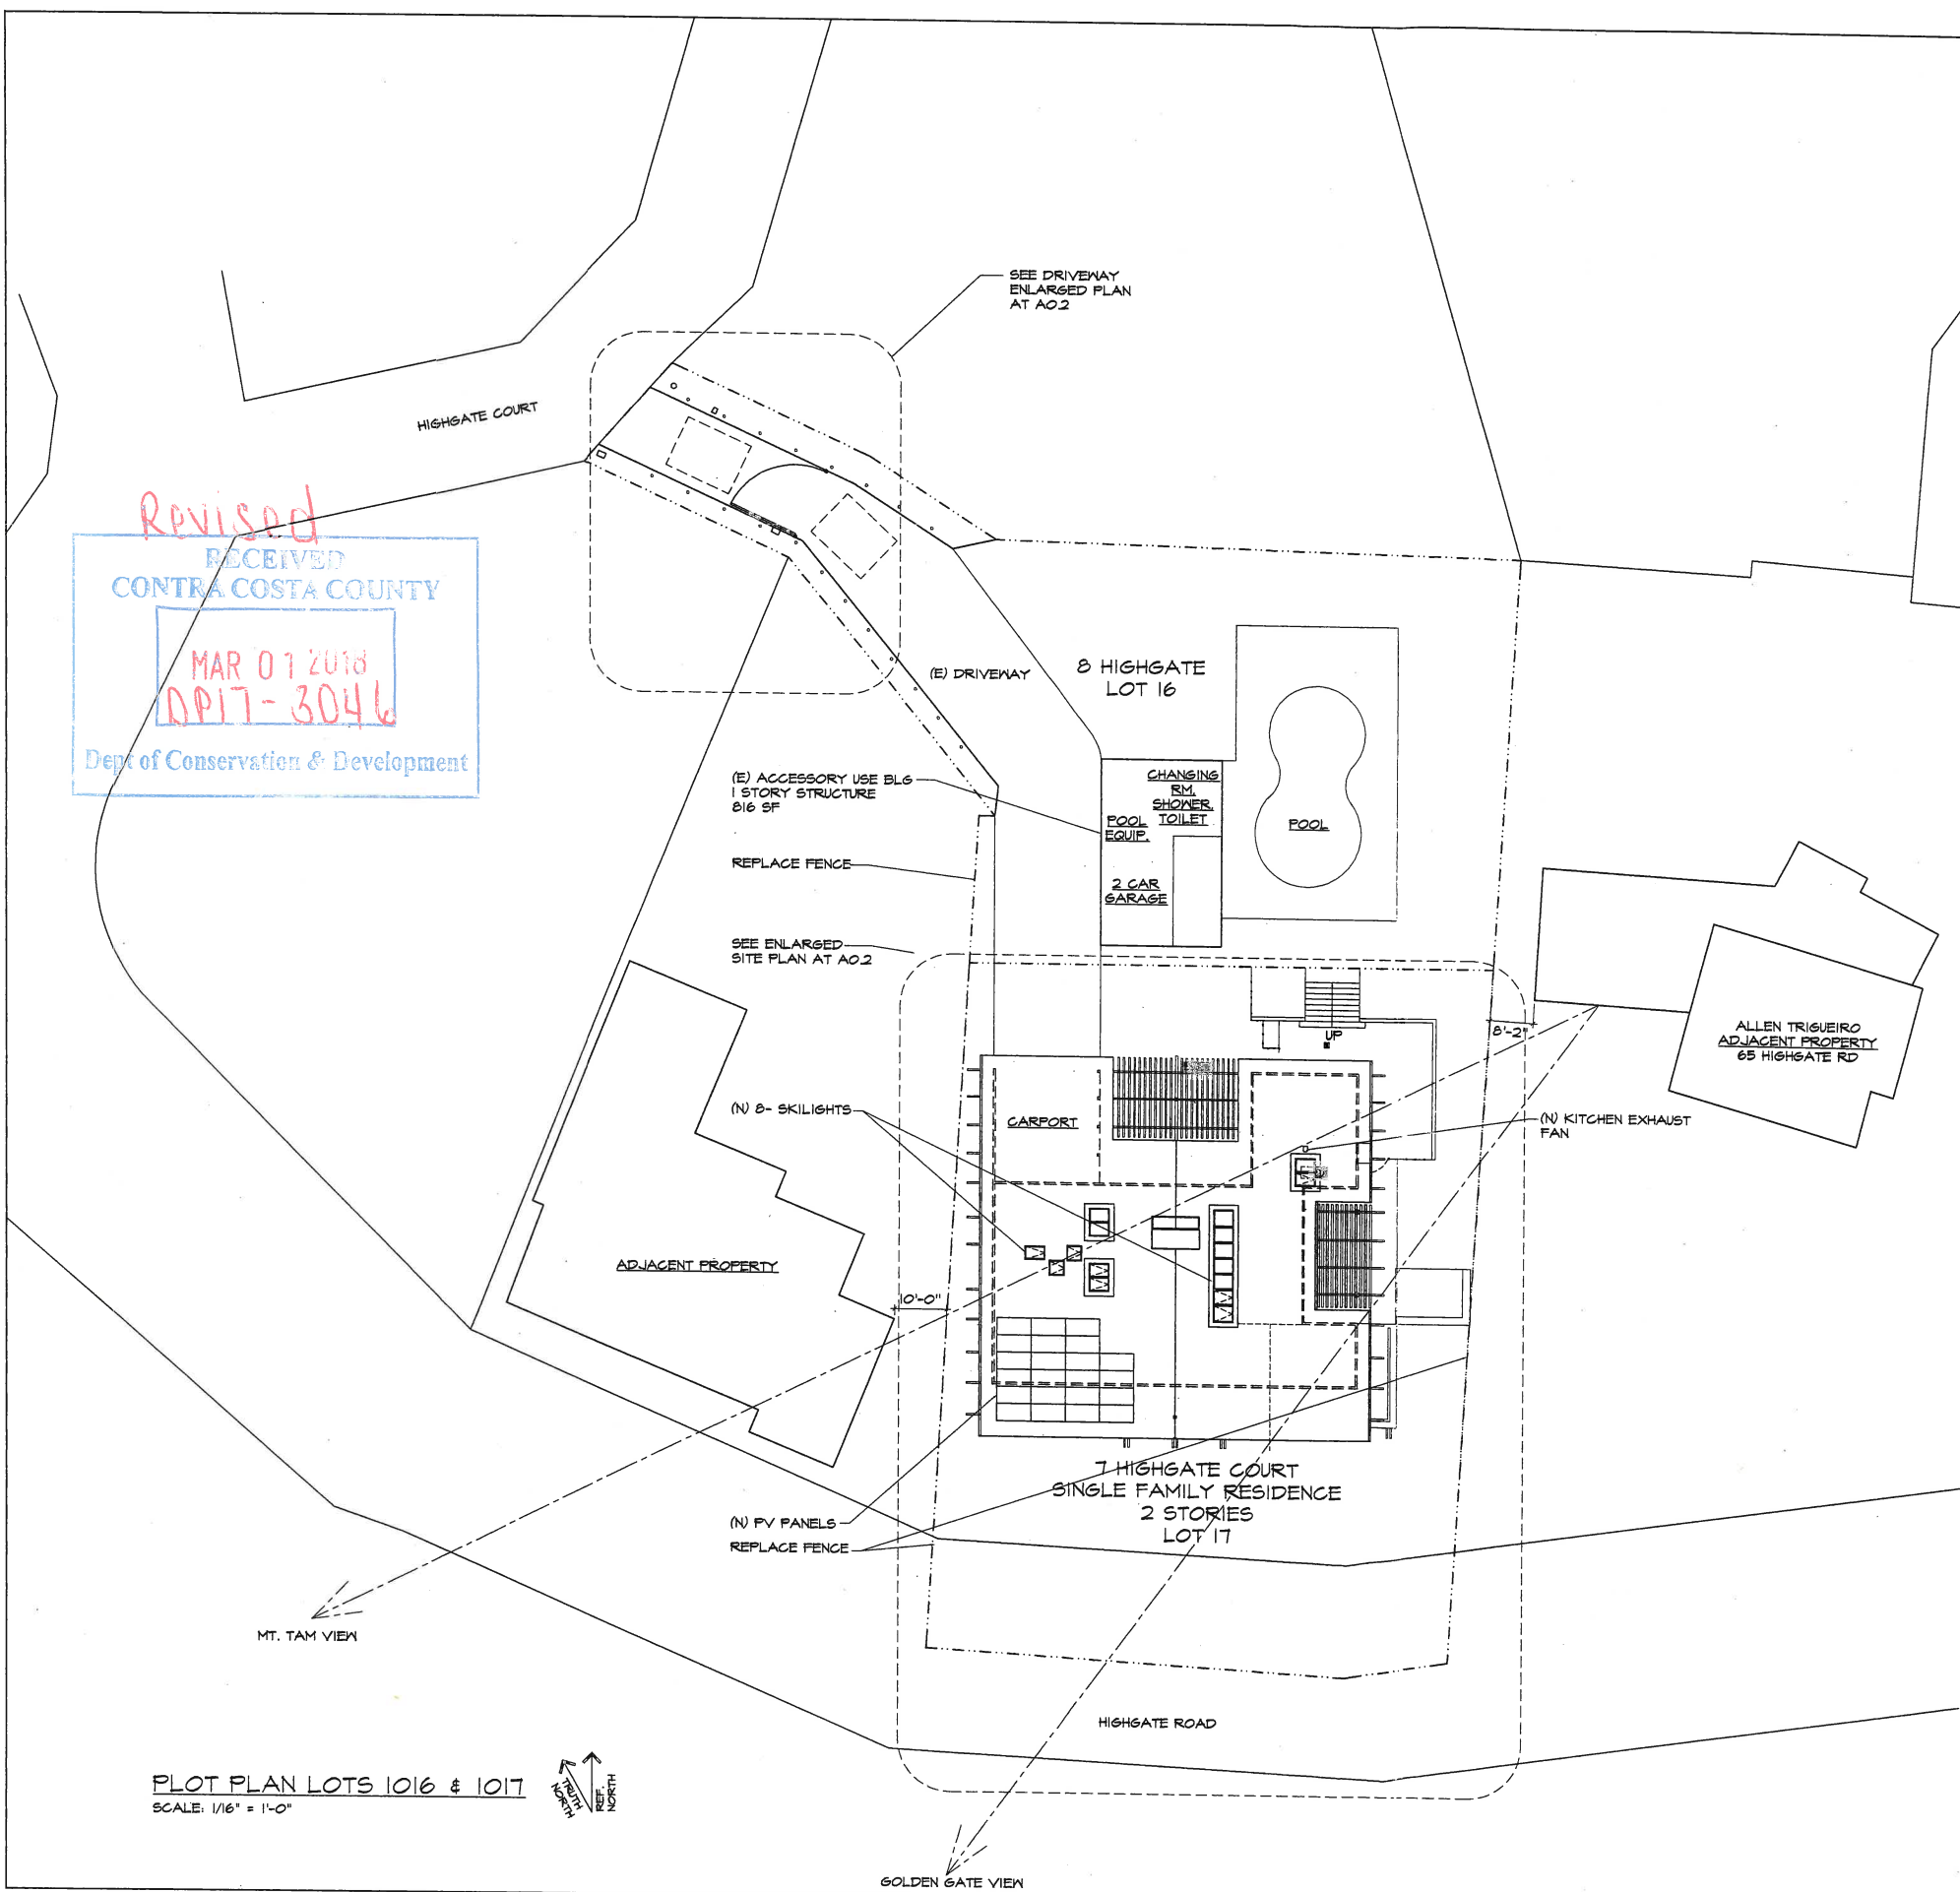 SEE DRIVEWAY
ENLARGED PLAN
AT A0.2
HIGHGATE COURT
Revised
RECEIVED
CONTRA COSTA COUNTY
MAR 01 2018
DP17-3046
Dept of Conservation & Development
(E) DRIVEWAY
8 HIGHGATE
LOT 16
(E) ACCESSORY USE BLG
1 STORY STRUCTURE
816 SF
CHANGING
RM,
SHOWER,
TOILET
POOL
EQUIP.
POOL
REPLACE FENCE
2 CAR
GARAGE
SEE ENLARGED
SITE PLAN AT A0.2
UP
8'-2"
ALLEN TRIGUEIRO
ADJACENT PROPERTY
65 HIGHGATE RD
(N) 8- SKILIGHTS
CARPORT
(N) KITCHEN EXHAUST
FAN
ADJACENT PROPERTY
10'-0"
7 HIGHGATE COURT
SINGLE FAMILY RESIDENCE
2 STORIES
LOT 17
(N) PV PANELS
REPLACE FENCE
MT. TAM VIEW
HIGHGATE ROAD
PLOT PLAN LOTS 1016 & 1017
SCALE: 1/16" = 1'-0"
TRUTH
NORTH
REF.
NORTH
GOLDEN GATE VIEW